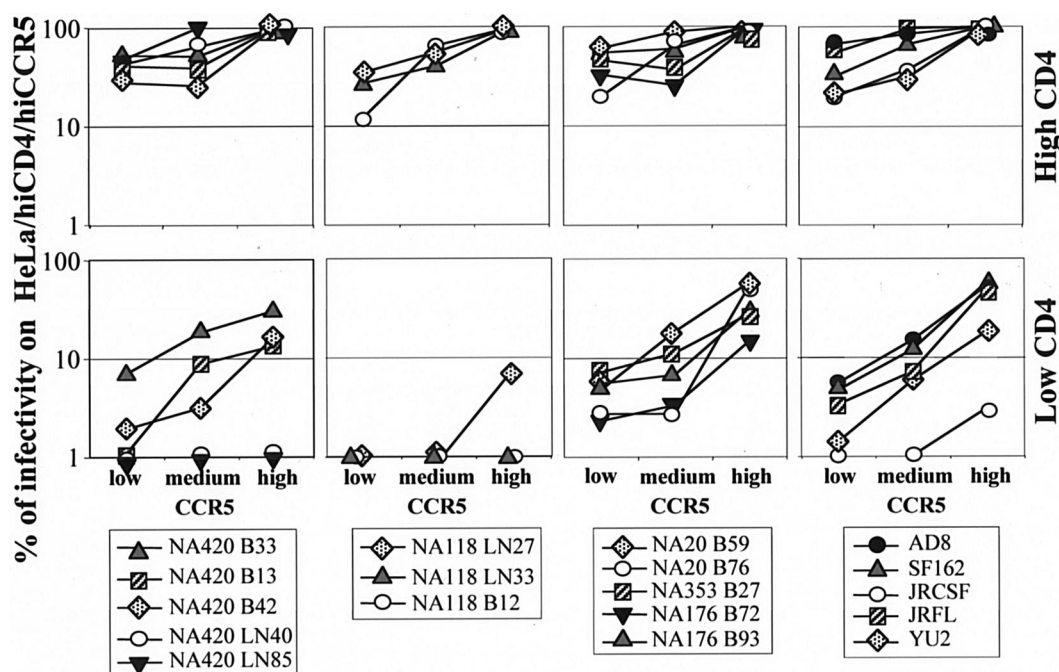 % of infectivity on HeLa/hiCD4/hiCCR5
100
10
1
High CD4
100
10
1
Low CD4
low medium high
CCR5
low medium high
CCR5
low medium high
CCR5
low medium high
CCR5
NA420 B33
NA420 B13
NA420 B42
NA420 LN40
NA420 LN85
NA118 LN27
NA118 LN33
NA118 B12
NA20 B59
NA20 B76
NA353 B27
NA176 B72
NA176 B93
AD8
SF162
JRCSF
JRFL
YU2